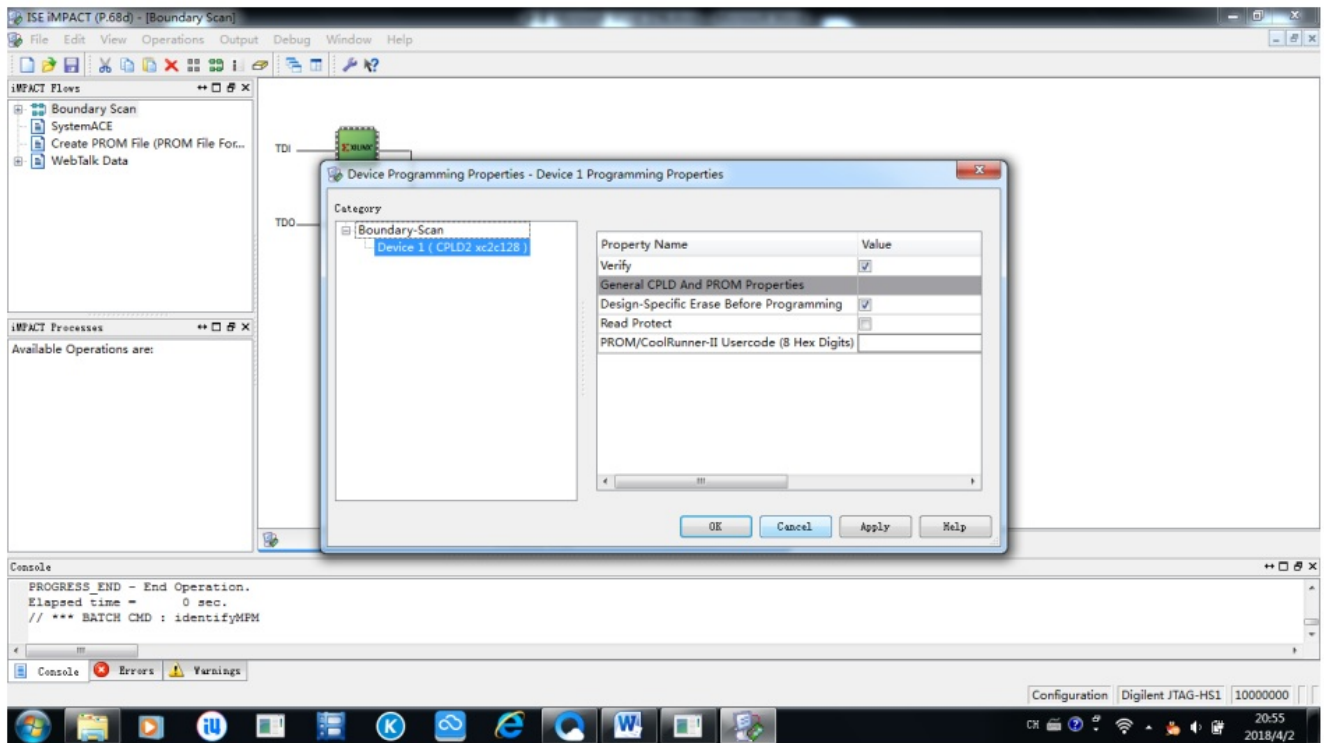 ISE iMPACT (P.68d) - [Boundary Scan]
File Edit View Operations Output Debug Window Help
iMPACT Flows
Boundary Scan
SystemACE
Create PROM File (PROM File For...
WebTalk Data
TDI
XILINX
TDO
Device Programming Properties - Device 1 Programming Properties
Category
Boundary-Scan
Device 1 ( CPLD2 xc2c128 )
Property Name Value
Verify
General CPLD And PROM Properties
Design-Specific Erase Before Programming
Read Protect
PROM/CoolRunner-II Usercode (8 Hex Digits)
OK Cancel Apply Help
iMPACT Processes
Available Operations are:
Console
PROGRESS_END - End Operation.
Elapsed time = 0 sec.
// *** BATCH CMD : identifyMPM
Console Errors Warnings
Configuration Digilent JTAG-HS1 10000000
CH
20:55
2018/4/2